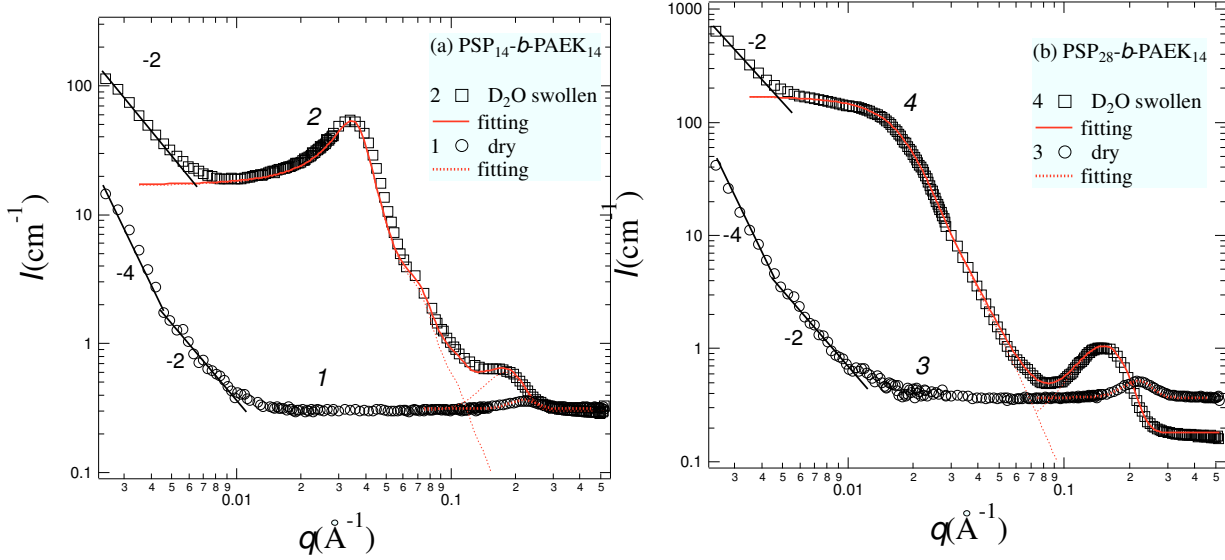 (a) PSP14-b-PAEK14
2 □ D2O swollen
— fitting
1 ○ dry
fitting
-2
2
-4
-2
1
100
10
1
0.1
I(cm-1)
3 4 5 6 7 8 9 2 3 4 5 6 7 8 9 2 3 4 5
0.01 0.1
q(Å-1)
(b) PSP28-b-PAEK14
4 □ D2O swollen
— fitting
3 ○ dry
fitting
-2
4
-4
-2
3
1000
100
10
1
0.1
I(cm-1)
3 4 5 6 7 8 9 2 3 4 5 6 7 8 9 2 3 4 5
0.01 0.1
q(Å-1)